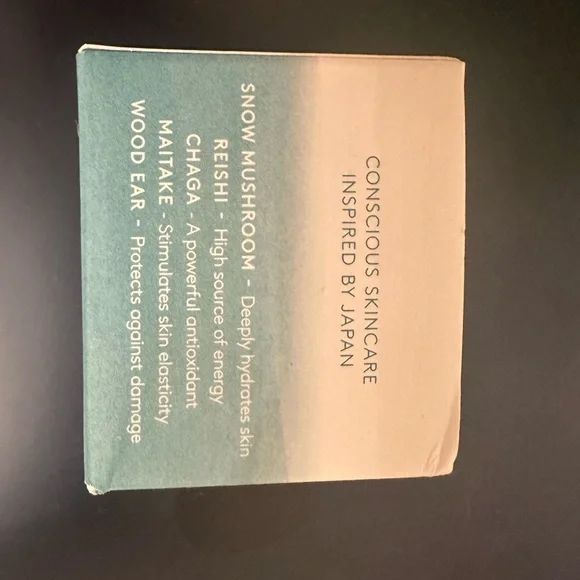 CONSCIOUS SKINCARE
INSPIRED BY JAPAN
SNOW MUSHROOM - Deeply hydrates skin
REISHI - High source of energy
CHAGA - A powerful antioxidant
MAITAKE - Stimulates skin elasticity
WOOD EAR - Protects against damage